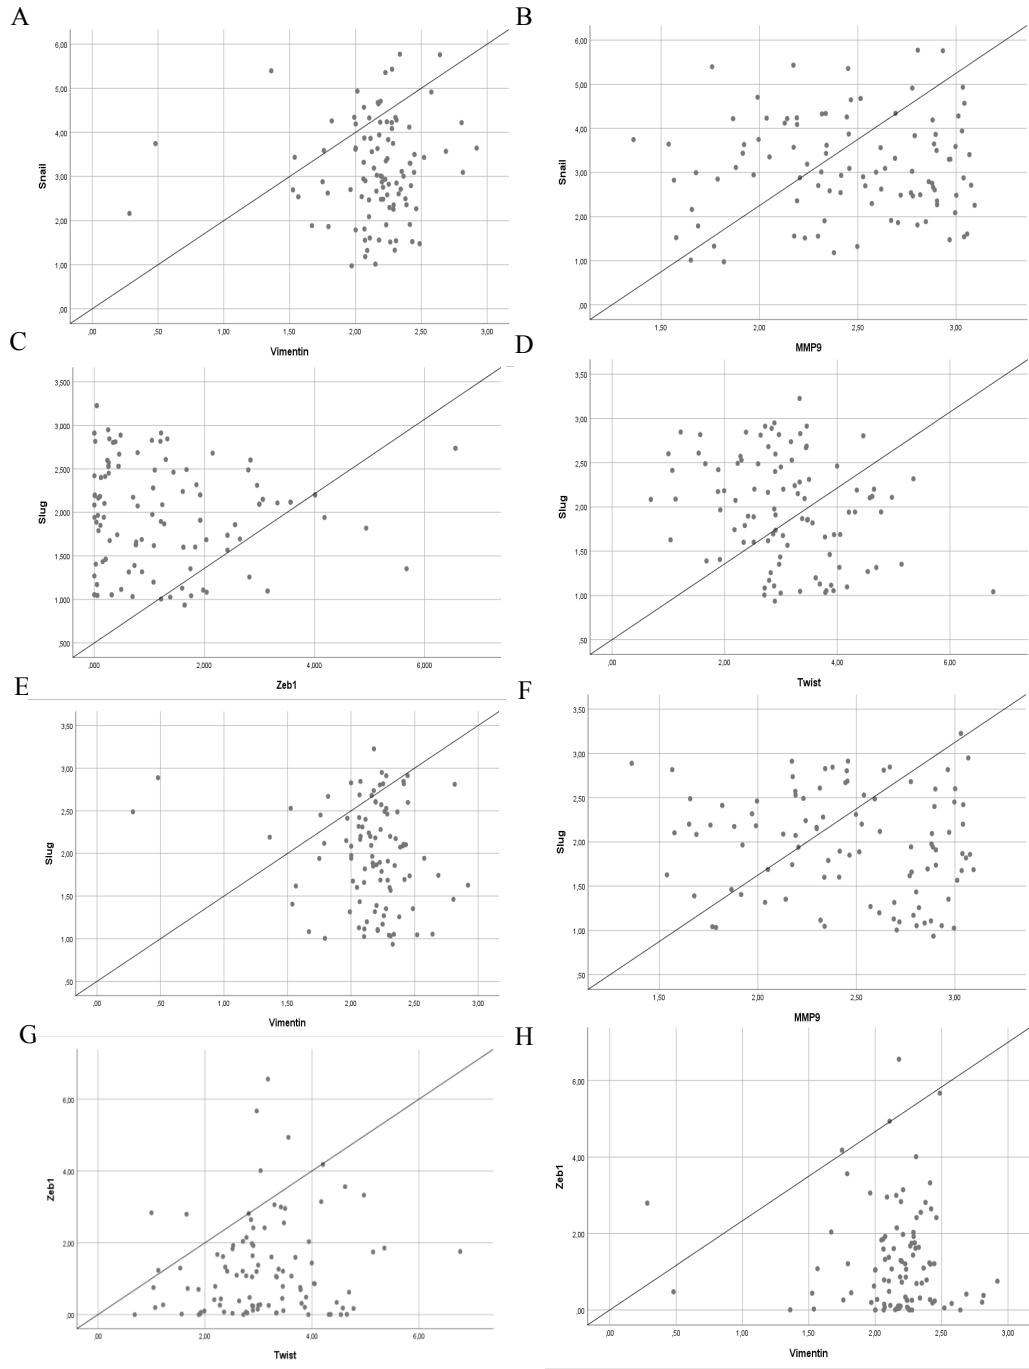 A
6,00
5,00
4,00
3,00
2,00
1,00
,00
Snail
,00 ,50 1,00 1,50 2,00 2,50 3,00
Vimentin
B
6,00
5,00
4,00
3,00
2,00
1,00
,00
Snail
1,50 2,00 2,50 3,00
MMP9
C
3,500
3,000
2,500
2,000
1,500
1,000
,500
Slug
,000 2,000 4,000 6,000
Zeb1
D
3,50
3,00
2,50
2,00
1,50
1,00
,50
Slug
,00 2,00 4,00 6,00
Twist
E
3,50
3,00
2,50
2,00
1,50
1,00
,50
Slug
,00 ,50 1,00 1,50 2,00 2,50 3,00
Vimentin
F
3,50
3,00
2,50
2,00
1,50
1,00
,50
Slug
1,50 2,00 2,50 3,00
MMP9
G
6,00
4,00
2,00
,00
Zeb1
,00 2,00 4,00 6,00
Twist
H
6,00
4,00
2,00
,00
Zeb1
,00 ,50 1,00 1,50 2,00 2,50 3,00
Vimentin